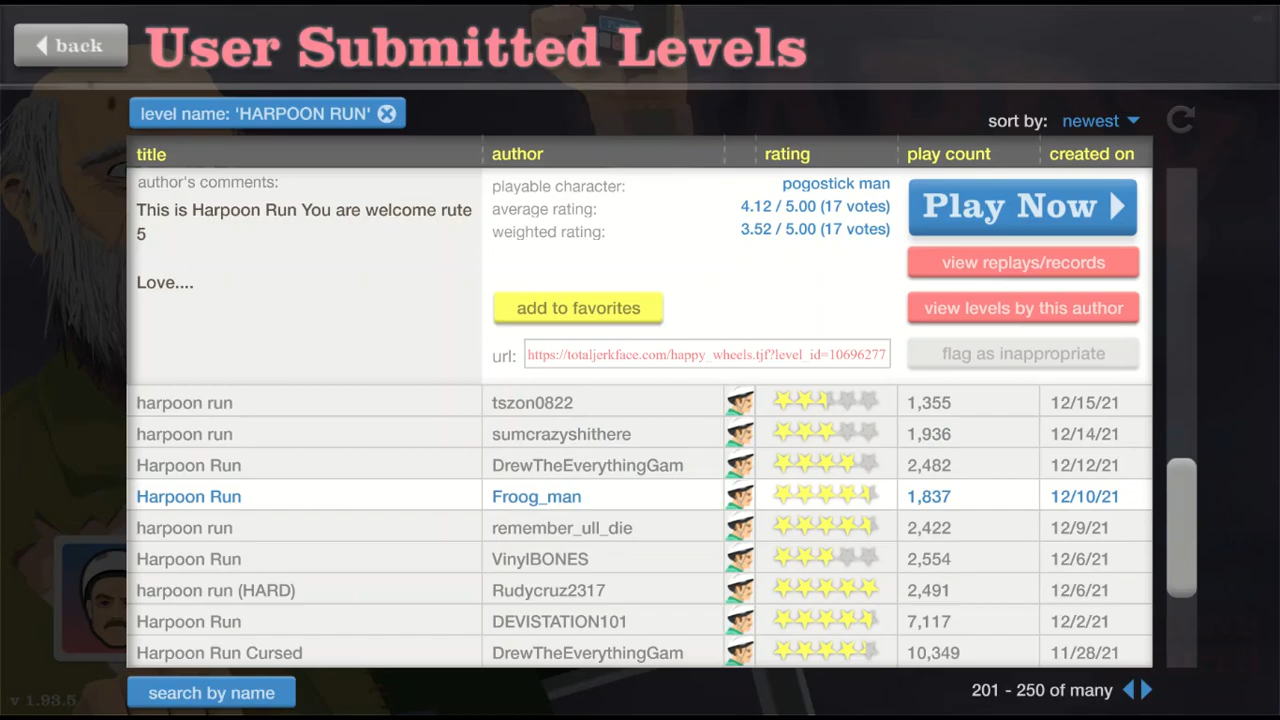 back
User Submitted Levels
level name: 'HARPOON RUN'
sort by: newest
title author rating play count created on
author's comments:
This is Harpoon Run You are welcome rute
5
Love....
playable character: pogostick man
average rating: 4.12 / 5.00 (17 votes)
weighted rating: 3.52 / 5.00 (17 votes)
add to favorites
url: https://totaljerkface.com/happy_wheels.tjf?level_id=10696277
Play Now
view replays/records
view levels by this author
flag as inappropriate
harpoon run tszon0822 1,355 12/15/21
harpoon run sumcrazyshithere 1,936 12/14/21
Harpoon Run DrewTheEverythingGam 2,482 12/12/21
Harpoon Run Froog_man 1,837 12/10/21
harpoon run remember_ull_die 2,422 12/9/21
Harpoon Run VinylBONES 2,554 12/6/21
harpoon run (HARD) Rudycruz2317 2,491 12/6/21
Harpoon Run DEVISTATION101 7,117 12/2/21
Harpoon Run Cursed DrewTheEverythingGam 10,349 11/28/21
v 1.93.5
search by name
201 - 250 of many